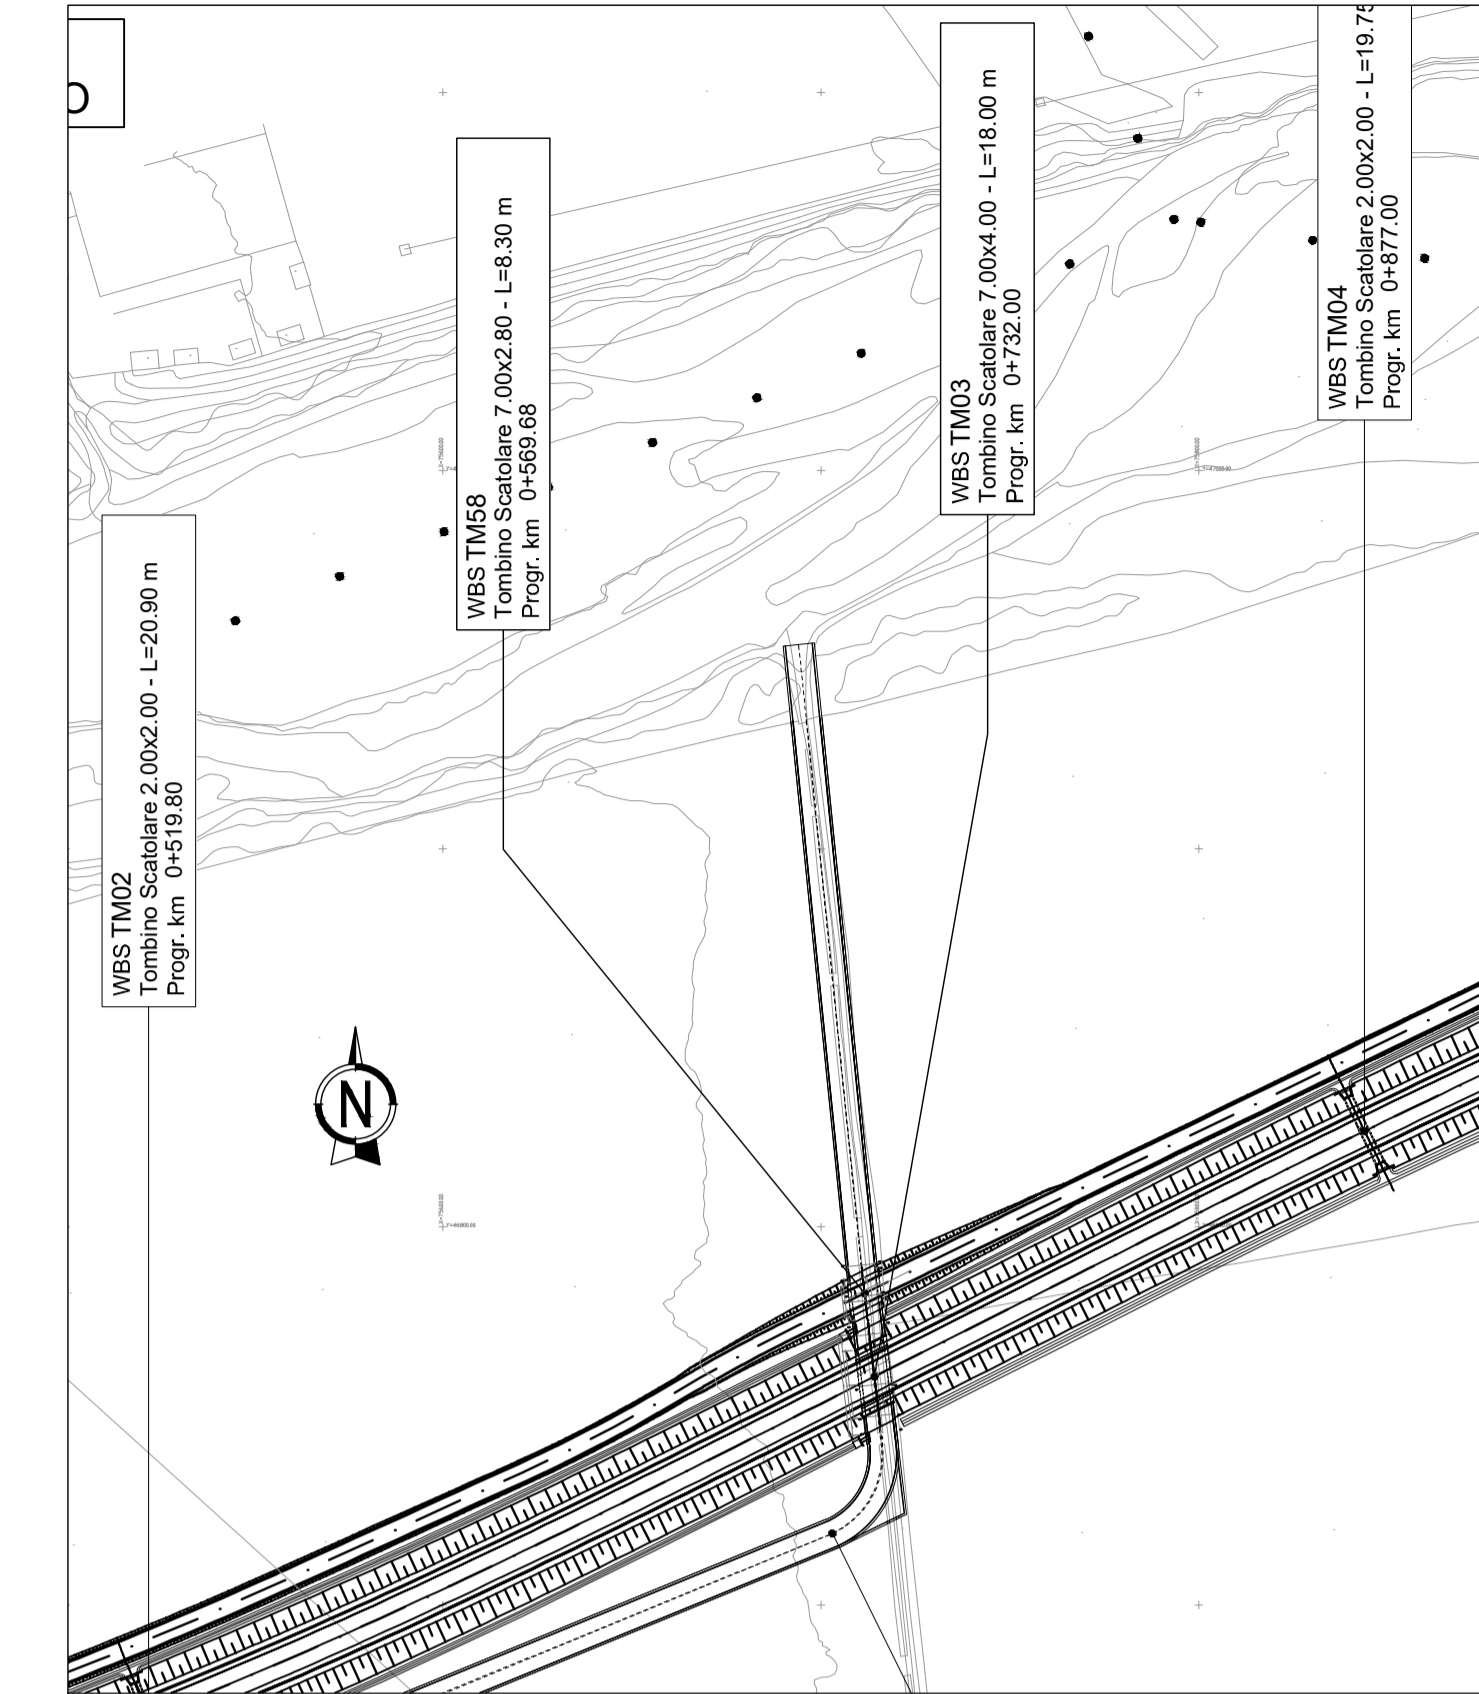 O
WBS TM02
Tombino Scatolare 2.00x2.00 - L=20.90 m
Progr. km 0+519.80
WBS TM58
Tombino Scatolare 7.00x2.80 - L=8.30 m
Progr. km 0+569.68
WBS TM03
Tombino Scatolare 7.00x4.00 - L=18.00 m
Progr. km 0+732.00
WBS TM04
Tombino Scatolare 2.00x2.00 - L=19.75
Progr. km 0+877.00
N